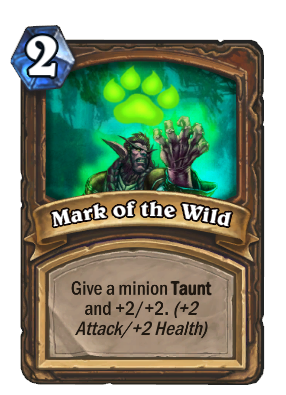 2
Mark of the Wild
Give a minion Taunt
and +2/+2. (+2
Attack/+2 Health)